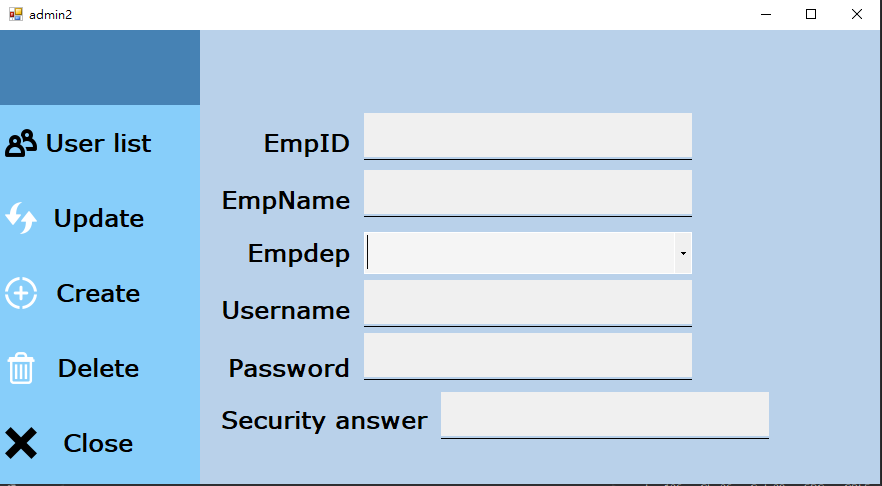 admin2
User list
Update
Create
Delete
Close
EmpID
EmpName
Empdep
Username
Password
Security answer